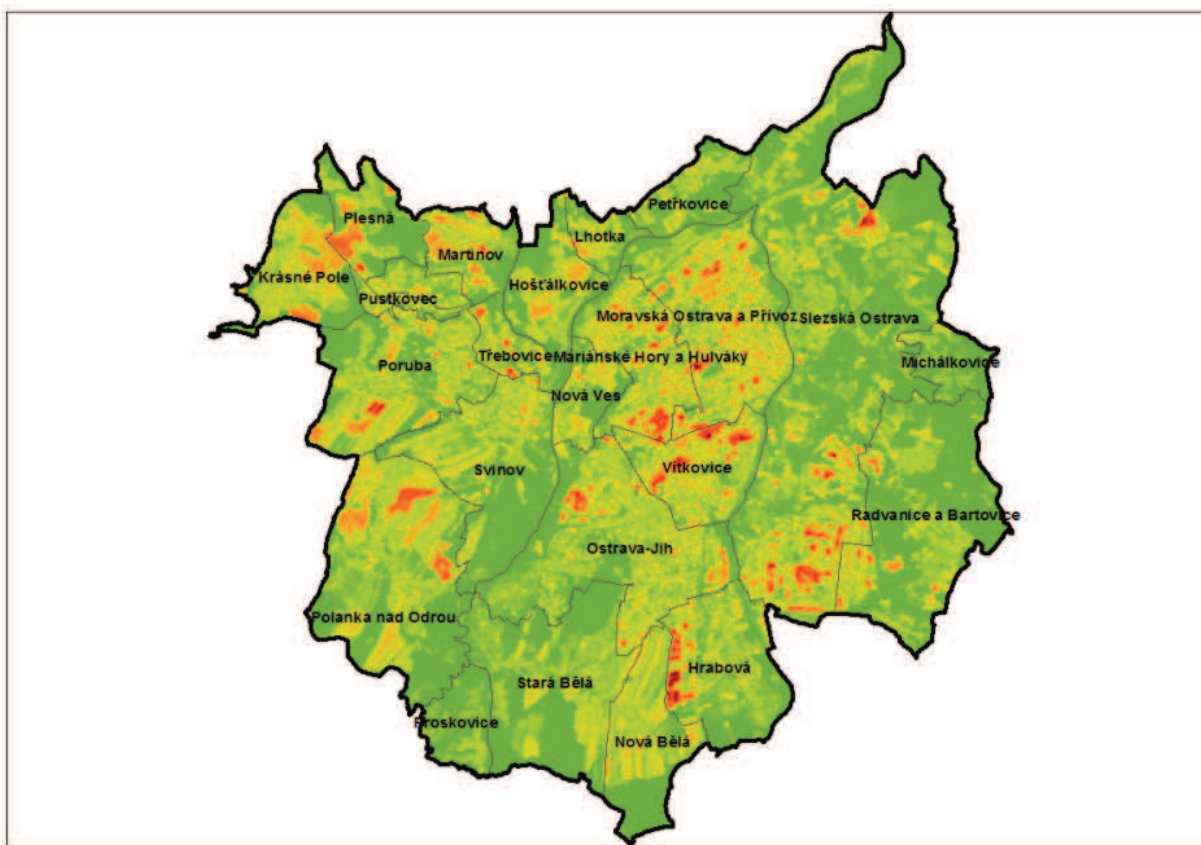 Petřkovice
Plesná
Lhotka
Martinov
Krásné Pole
Hošťálkovice
Pustkovec
Moravská Ostrava a Přívoz
Slezská Ostrava
Třebovice
Mariánské Hory a Hulváky
Michálkovice
Poruba
Nová Ves
Svinov
Vítkovice
Radvanice a Bartovice
Ostrava-Jih
Polanka nad Odrou
Hrabová
Stará Bělá
Proskovice
Nová Bělá